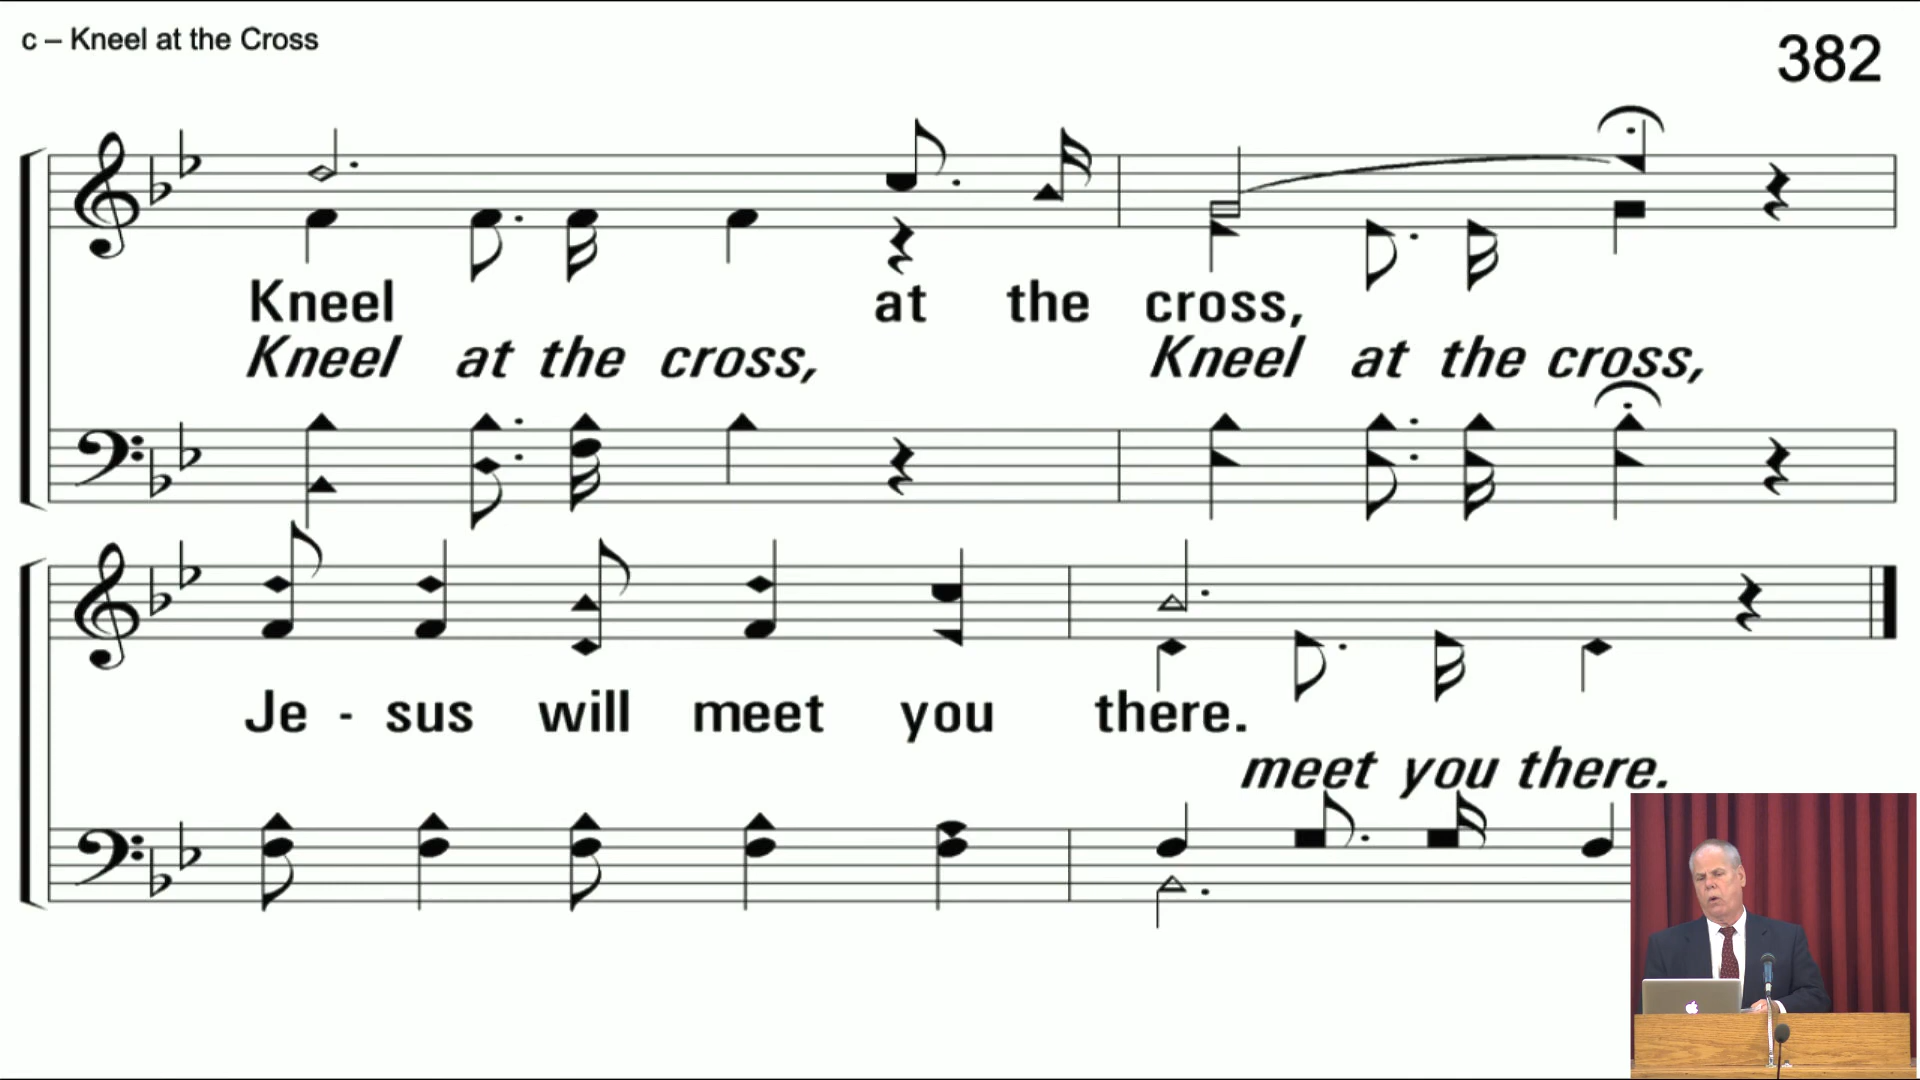 c – Kneel at the Cross
382
Kneel at the cross,
Kneel at the cross, Kneel at the cross,
Je - sus will meet you there.
meet you there.